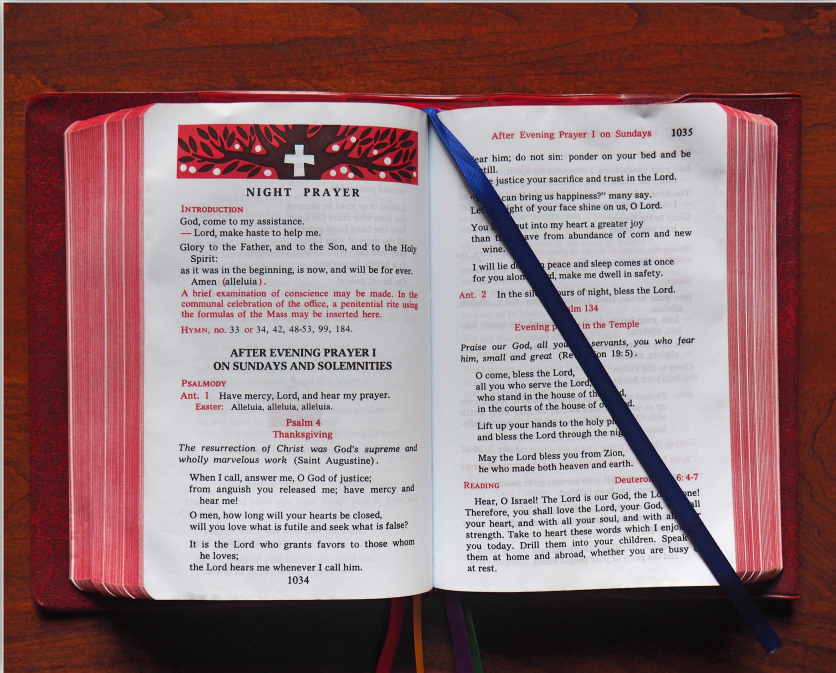 NIGHT PRAYER
INTRODUCTION
God, come to my assistance.
— Lord, make haste to help me.
Glory to the Father, and to the Son, and to the Holy
Spirit:
as it was in the beginning, is now, and will be for ever.
Amen (alleluia).
A brief examination of conscience may be made. In the
communal celebration of the office, a penitential rite using
the formulas of the Mass may be inserted here.
HYMN, no. 33 or 34, 42, 48-53, 99, 184.
AFTER EVENING PRAYER I
ON SUNDAYS AND SOLEMNITIES
PSALMODY
Ant. 1 Have mercy, Lord, and hear my prayer.
Easter: Alleluia, alleluia, alleluia.
Psalm 4
Thanksgiving
The resurrection of Christ was God's supreme and
wholly marvelous work (Saint Augustine).
When I call, answer me, O God of justice;
from anguish you released me; have mercy and
hear me!
O men, how long will your hearts be closed,
will you love what is futile and seek what is false?
It is the Lord who grants favors to those whom
he loves;
the Lord hears me whenever I call him.
1034
After Evening Prayer I on Sundays 1035
him; do not sin: ponder on your bed and be
still.
justice your sacrifice and trust in the Lord.
can bring us happiness?" many say.
of your face shine on us, O Lord.
You into my heart a greater joy
from abundance of corn and new
wine.
I will lie peace and sleep comes at once
for you Lord, make me dwell in safety.
Ant. 2 In the of night, bless the Lord.
134
Evening in the Temple
Praise our God, all servants, you who fear
him, small and great 19:5).
O come, bless the Lord,
all you who serve the Lord,
who stand in the house of
in the courts of the house of
Lift up your hands to the holy
and bless the Lord through the
May the Lord bless you from Zion,
he who made both heaven and earth.
READING 6:4-7
Hear, O Israel! The Lord is our God, the
Therefore, you shall love the Lord, your God,
your heart, and with all your soul, and with
strength. Take to heart these words which I
you today. Drill them into your children. Speak
them at home and abroad, whether you are busy
at rest.